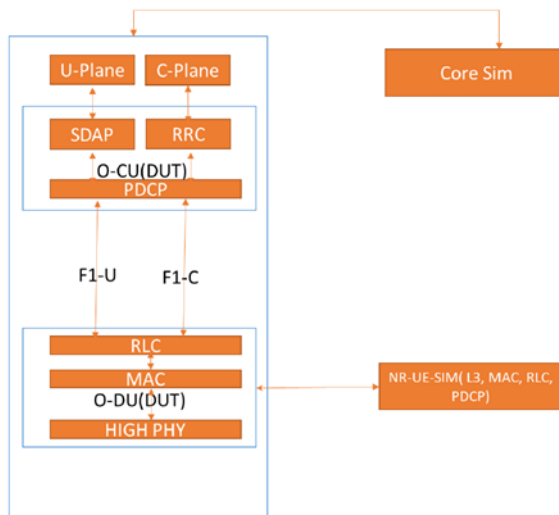 U-Plane
C-Plane
Core Sim
SDAP
RRC
O-CU(DUT)
PDCP
F1-U
F1-C
RLC
MAC
O-DU(DUT)
HIGH PHY
NR-UE-SIM( L3, MAC, RLC,
PDCP)